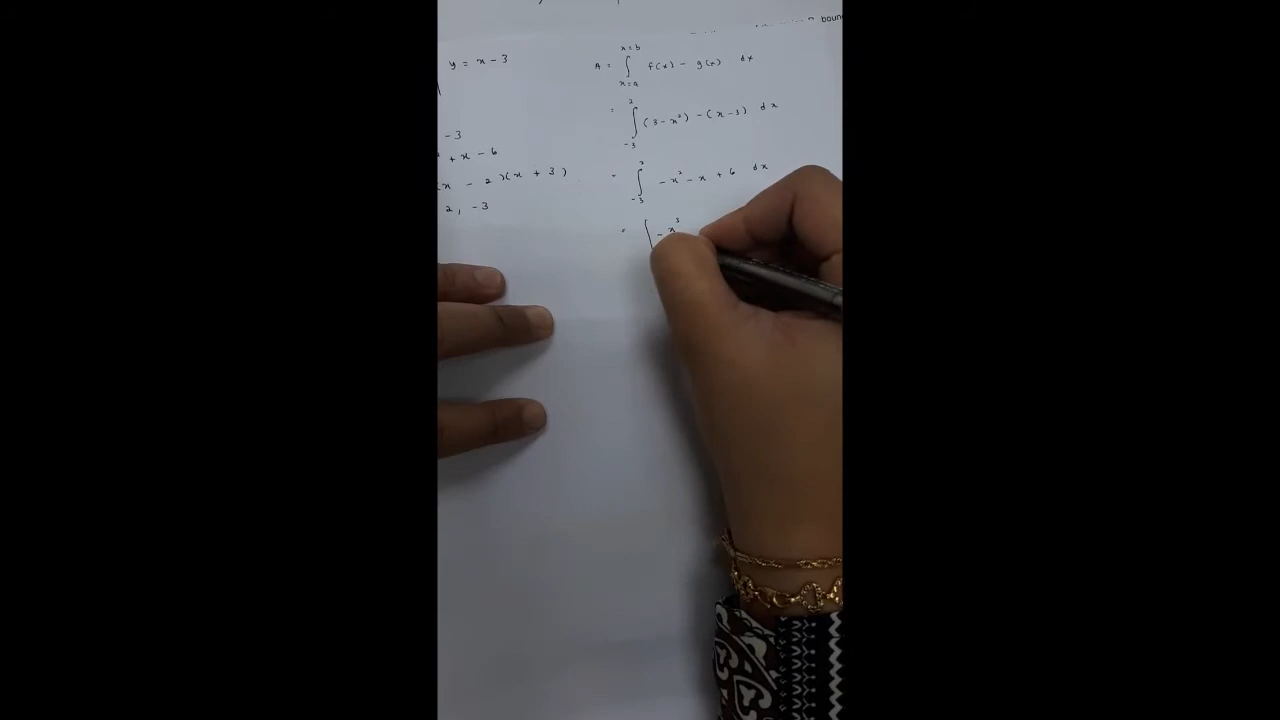 boun
y = x - 3
- 3
+ x - 6
(x - 2)(x + 3)
2, -3
x = b
A = ∫ f(x) - g(x) dx
x = a
2
= ∫ (3 - x²) - (x - 3) dx
-3
2
= ∫ - x² - x + 6 dx
-3
= [ - x³